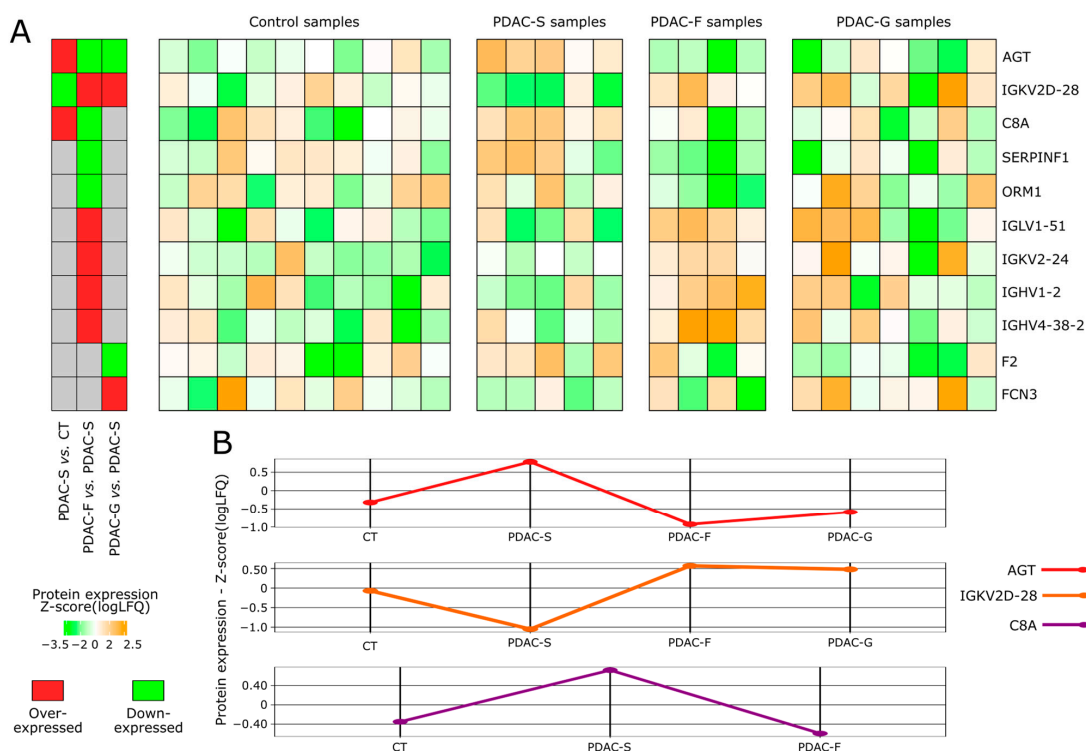 A
Control samples
PDAC-S samples
PDAC-F samples
PDAC-G samples
AGT
IGKV2D-28
C8A
SERPINF1
ORM1
IGLV1-51
IGKV2-24
IGHV1-2
IGHV4-38-2
F2
FCN3
PDAC-S vs. CT
PDAC-F vs. PDAC-S
PDAC-G vs. PDAC-S
Protein expression
Z-score(logLFQ)
−3.5 −2 0 2.5
Over-
expressed
Down-
expressed
B
Protein expression - Z-score(logLFQ)
0.5
0
−0.5
−1.0
CT
PDAC-S
PDAC-F
PDAC-G
0.50
0
−0.5
−1.0
CT
PDAC-S
PDAC-F
PDAC-G
0.40
0
−0.40
CT
PDAC-S
PDAC-F
AGT
IGKV2D-28
C8A